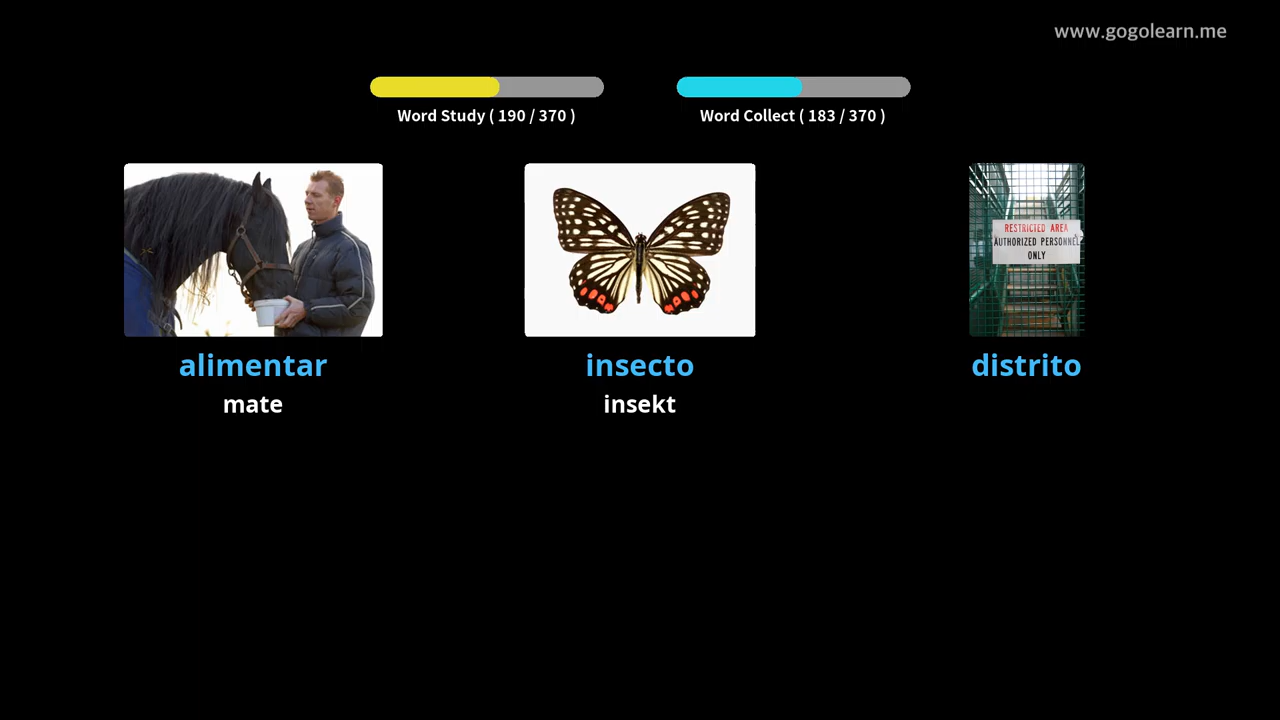 www.gogolearn.me
Word Study ( 190 / 370 )
Word Collect ( 183 / 370 )
RESTRICTED AREA
AUTHORIZED PERSONNEL
ONLY
alimentar
insecto
distrito
mate
insekt